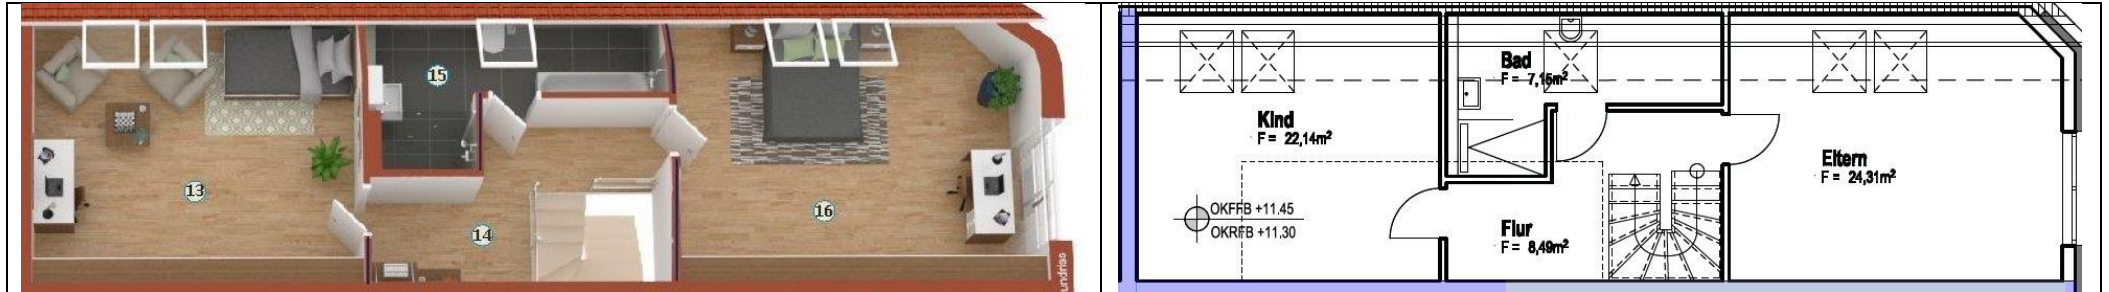 15
13
16
14
undriss
Bad
F = 7,15m²
Kind
F = 22,14m²
Eltern
F = 24,31m²
OKFFB +11.45
OKRFB +11.30
Flur
F = 8,49m²